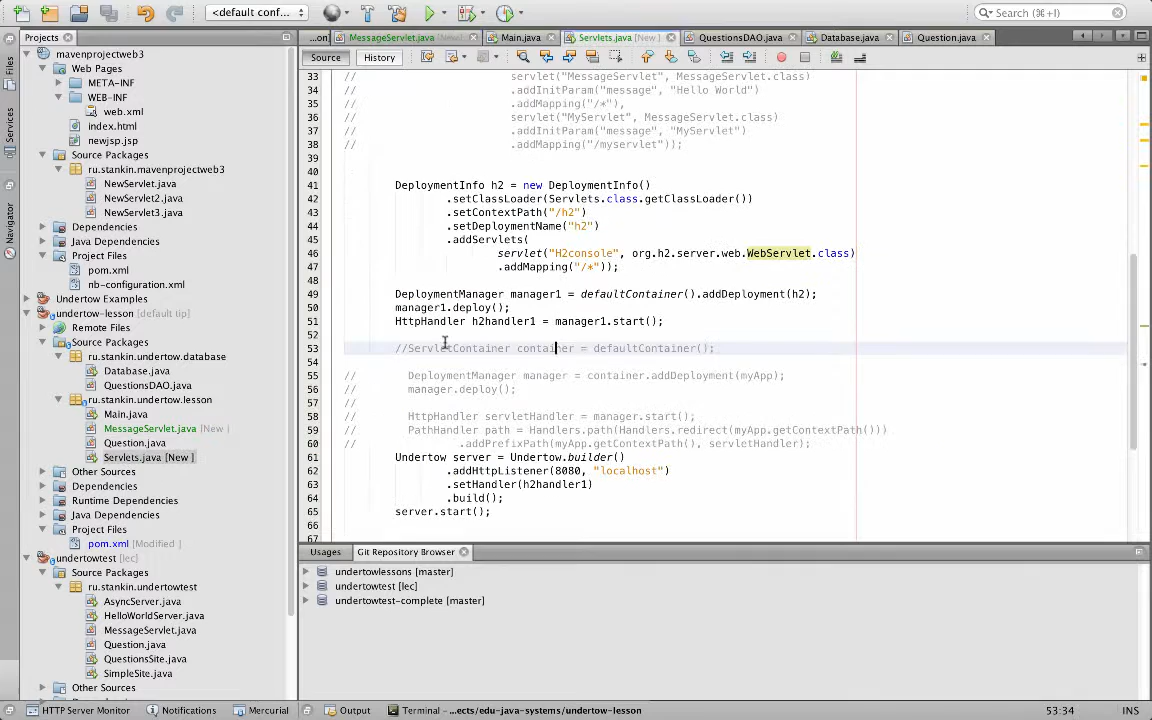 <default conf...
Search (⌘+I)
Projects
...on]
MessageServlet.java [New ]
Main.java
Servlets.java [New ]
QuestionsDAO.java
Database.java
Question.java
Source
History
Files
Services
Navigator
mavenprojectweb3
Web Pages
META-INF
WEB-INF
web.xml
index.html
newjsp.jsp
Source Packages
ru.stankin.mavenprojectweb3
NewServlet.java
NewServlet2.java
NewServlet3.java
Dependencies
Java Dependencies
Project Files
pom.xml
nb-configuration.xml
Undertow Examples
undertow-lesson [default tip]
Remote Files
Source Packages
ru.stankin.undertow.database
Database.java
QuestionsDAO.java
ru.stankin.undertow.lesson
Main.java
MessageServlet.java [New ]
Question.java
Servlets.java [New ]
Other Sources
Dependencies
Runtime Dependencies
Java Dependencies
Project Files
pom.xml [Modified ]
undertowtest [lec]
Source Packages
ru.stankin.undertowtest
AsyncServer.java
HelloWorldServer.java
MessageServlet.java
Question.java
QuestionsSite.java
SimpleSite.java
Other Sources
33 // servlet("MessageServlet", MessageServlet.class)
34 // .addInitParam("message", "Hello World")
35 // .addMapping("/*"),
36 // servlet("MyServlet", MessageServlet.class)
37 // .addInitParam("message", "MyServlet")
38 // .addMapping("/myservlet"));
39
40
41 DeploymentInfo h2 = new DeploymentInfo()
42 .setClassLoader(Servlets.class.getClassLoader())
43 .setContextPath("/h2")
44 .setDeploymentName("h2")
45 .addServlets(
46 servlet("H2console", org.h2.server.web.WebServlet.class)
47 .addMapping("/*"));
48
49 DeploymentManager manager1 = defaultContainer().addDeployment(h2);
50 manager1.deploy();
51 HttpHandler h2handler1 = manager1.start();
52
53 //ServletContainer container = defaultContainer();
54
55 // DeploymentManager manager = container.addDeployment(myApp);
56 // manager.deploy();
57 //
58 // HttpHandler servletHandler = manager.start();
59 // PathHandler path = Handlers.path(Handlers.redirect(myApp.getContextPath()))
60 // .addPrefixPath(myApp.getContextPath(), servletHandler);
61 Undertow server = Undertow.builder()
62 .addHttpListener(8080, "localhost")
63 .setHandler(h2handler1)
64 .build();
65 server.start();
66
67
Usages
Git Repository Browser
undertowlessons [master]
undertowtest [lec]
undertowtest-complete [master]
HTTP Server Monitor
Notifications
Mercurial
Output
Terminal - ...ects/edu-java-systems/undertow-lesson
53:34
INS